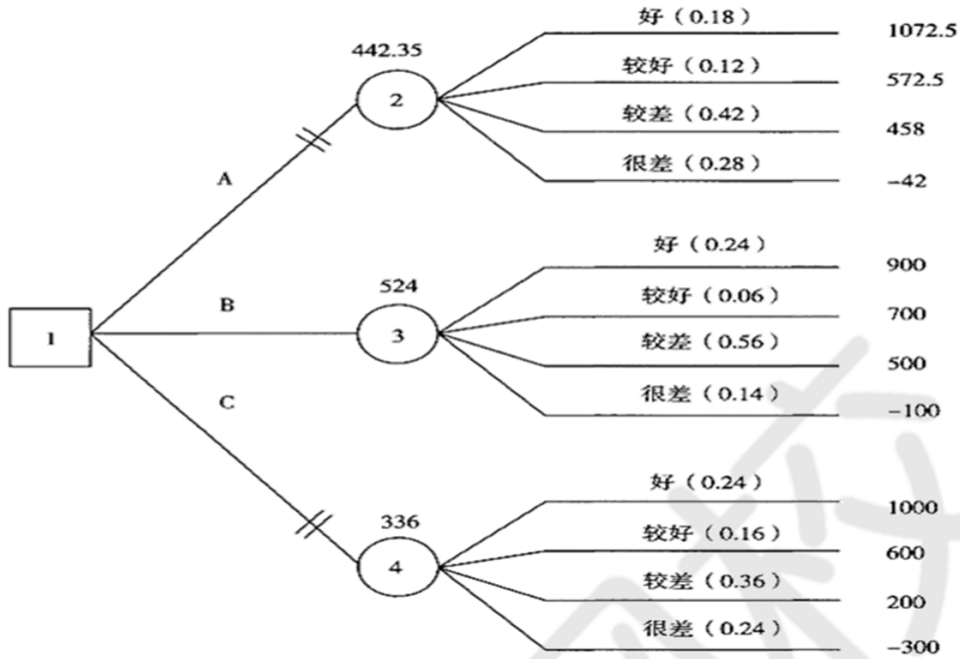 好（0.18） 1072.5
442.35
较好（0.12） 572.5
2
较差（0.42） 458
很差（0.28） -42
A
好（0.24） 900
524
B
较好（0.06） 700
1
3
较差（0.56） 500
很差（0.14） -100
C
好（0.24） 1000
336
较好（0.16） 600
4
较差（0.36） 200
很差（0.24） -300